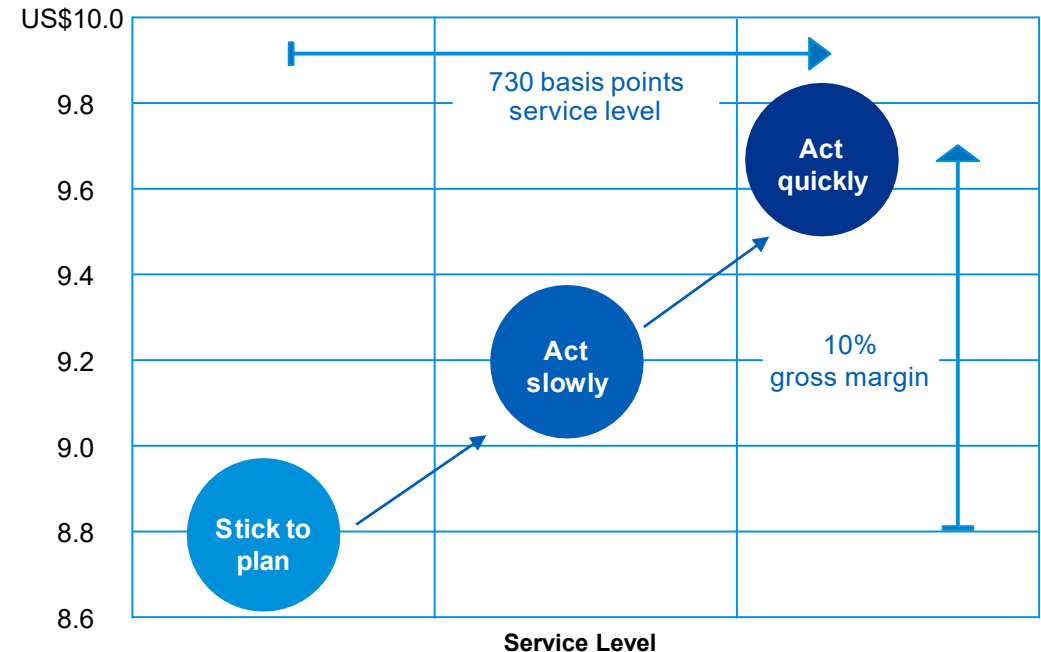 US$10.0
730 basis points
service level
9.8
Act
quickly
9.6
9.4
Act
slowly
9.2
10%
gross margin
9.0
Stick to
plan
8.8
8.6
Service Level